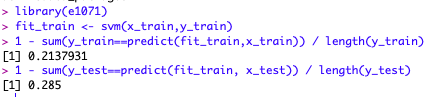 > library(e1071)
> fit_train <- svm(x_train,y_train)
> 1 - sum(y_train==predict(fit_train,x_train)) / length(y_train)
[1] 0.2137931
> 1 - sum(y_test==predict(fit_train, x_test)) / length(y_test)
[1] 0.285